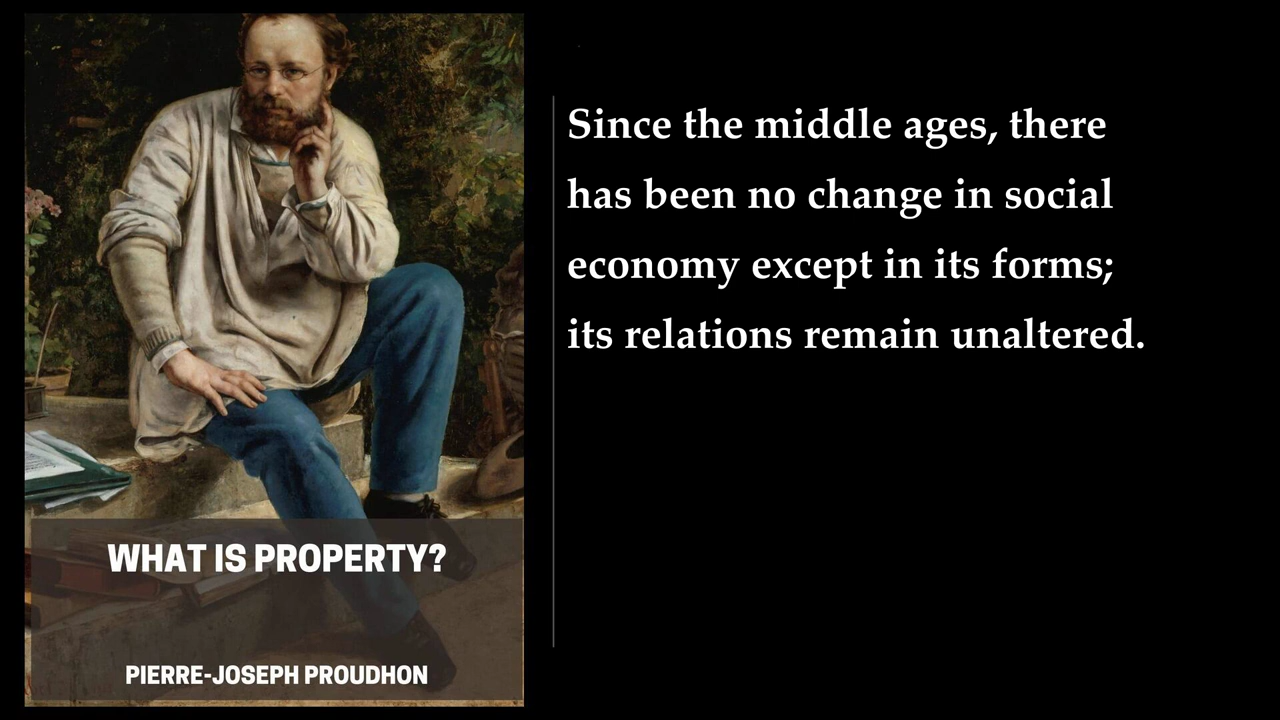 Since the middle ages, there
has been no change in social
economy except in its forms;
its relations remain unaltered.
WHAT IS PROPERTY?
PIERRE-JOSEPH PROUDHON